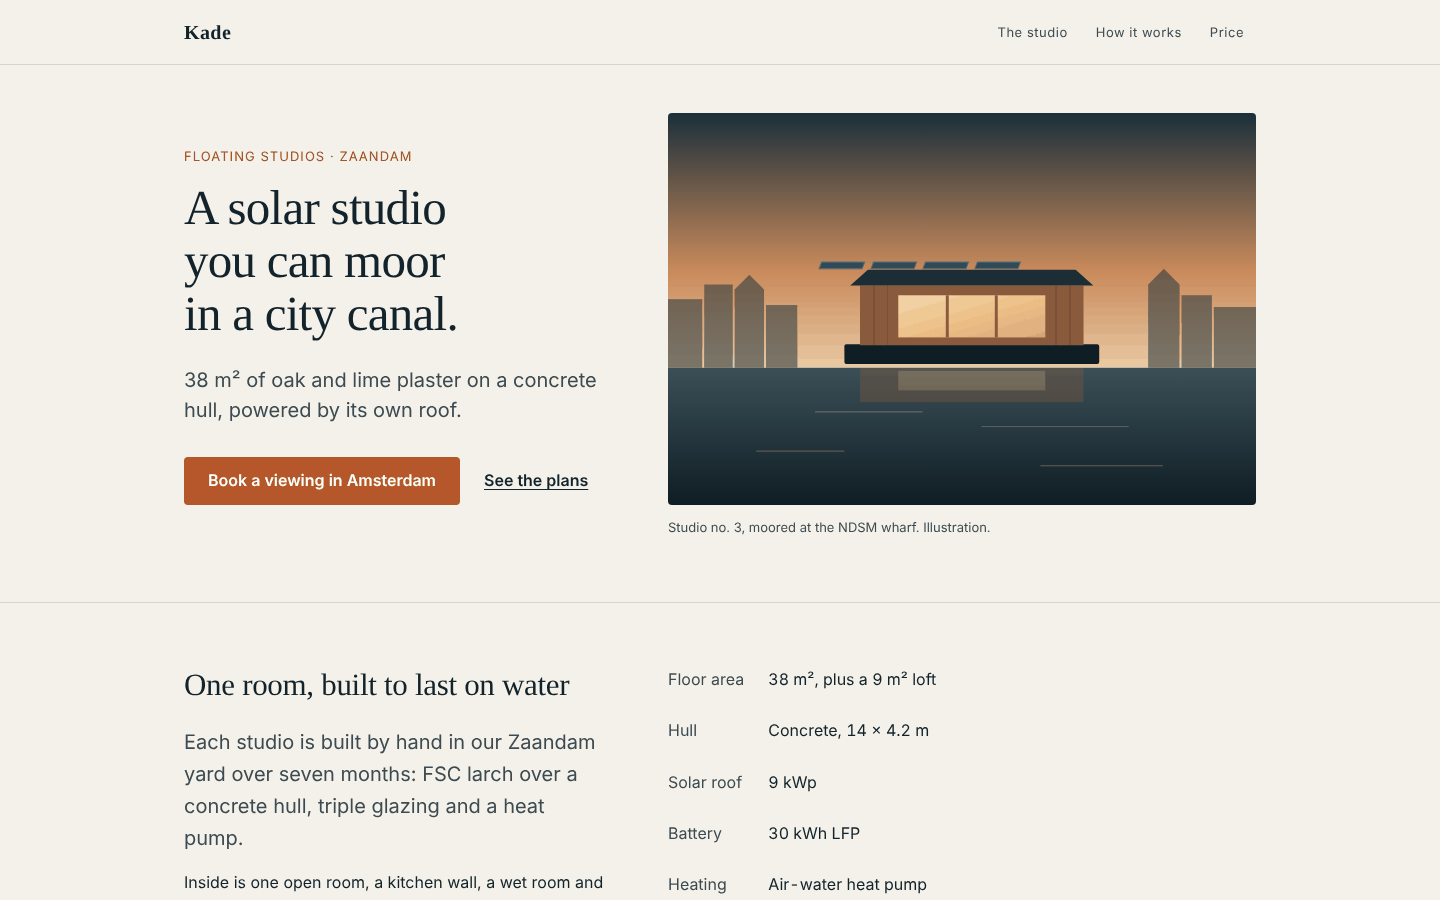 Kade
The studio
How it works
Price
FLOATING STUDIOS · ZAANDAM
A solar studio
you can moor
in a city canal.
38 m² of oak and lime plaster on a concrete
hull, powered by its own roof.
Book a viewing in Amsterdam
See the plans
Studio no. 3, moored at the NDSM wharf. Illustration.
One room, built to last on water
Each studio is built by hand in our Zaandam
yard over seven months: FSC larch over a
concrete hull, triple glazing and a heat
pump.
Inside is one open room, a kitchen wall, a wet room and
Floor area 38 m², plus a 9 m² loft
Hull Concrete, 14 × 4.2 m
Solar roof 9 kWp
Battery 30 kWh LFP
Heating Air-water heat pump